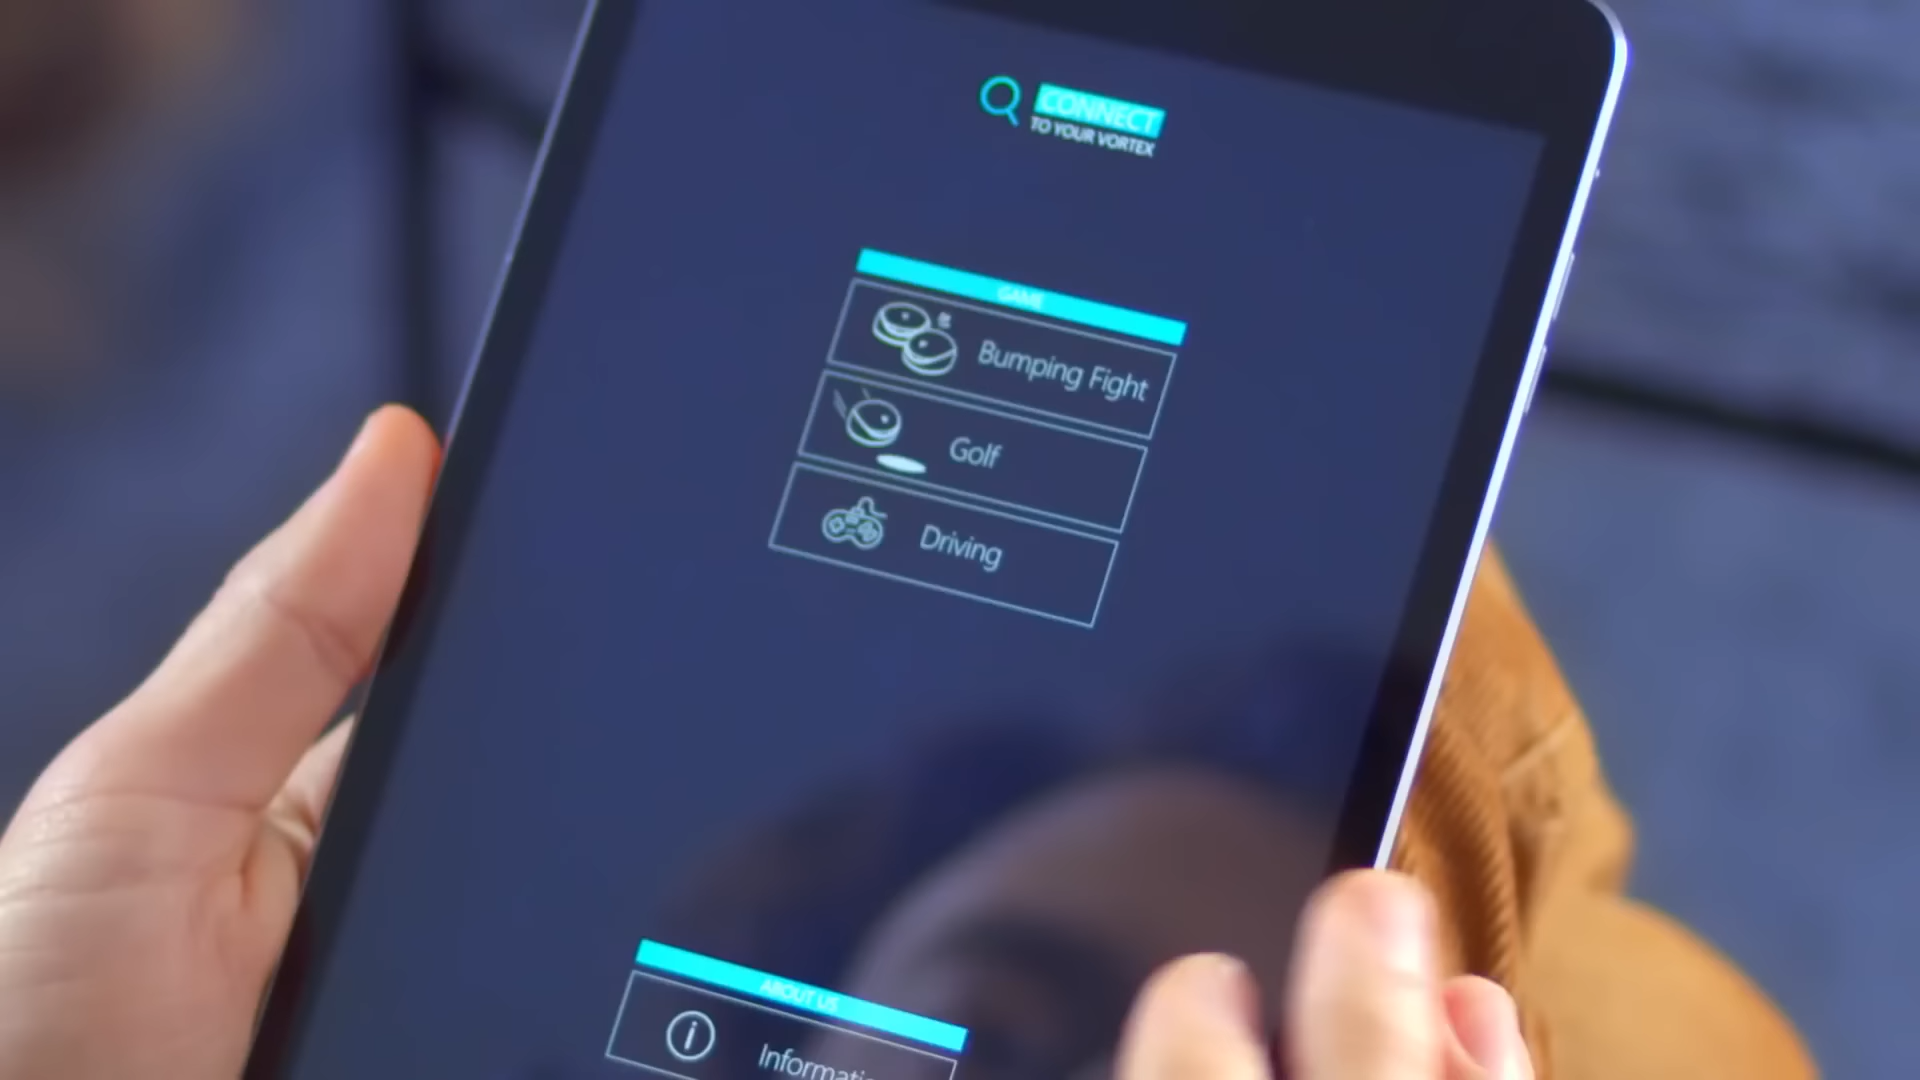 CONNECT
TO YOUR VORTEX
GAME
Bumping Fight
Golf
Driving
ABOUT US